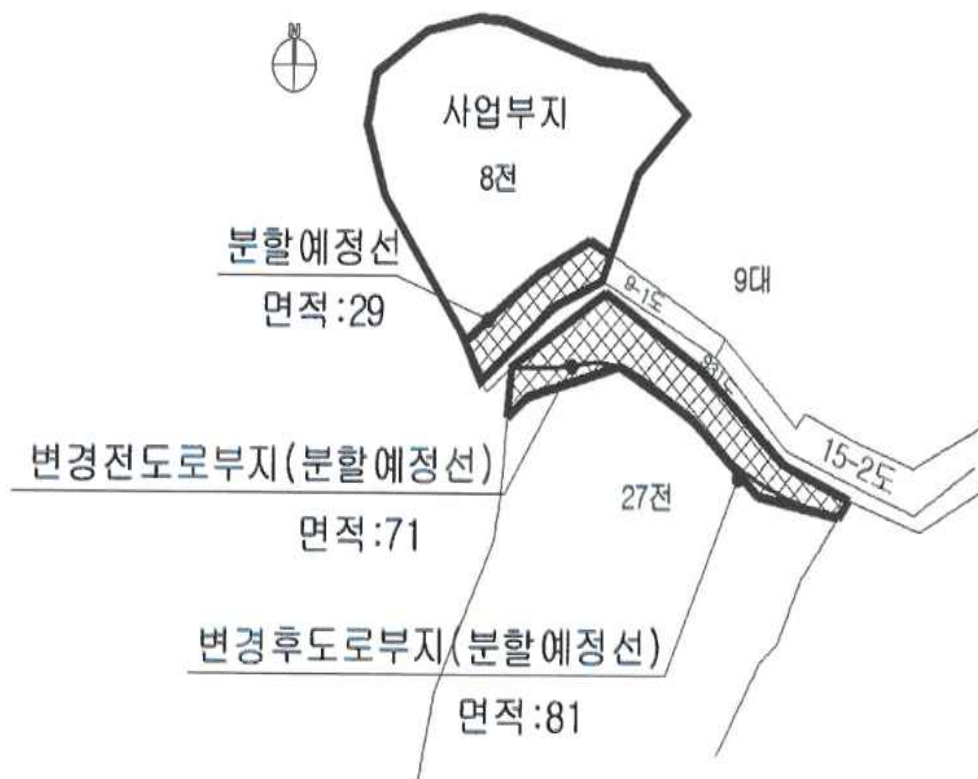 N
사업부지
8전
분할예정선
면적:29
9-1도
9대
변경전도로부지(분할예정선)
면적:71
15-2도
27전
변경후도로부지(분할예정선)
면적:81